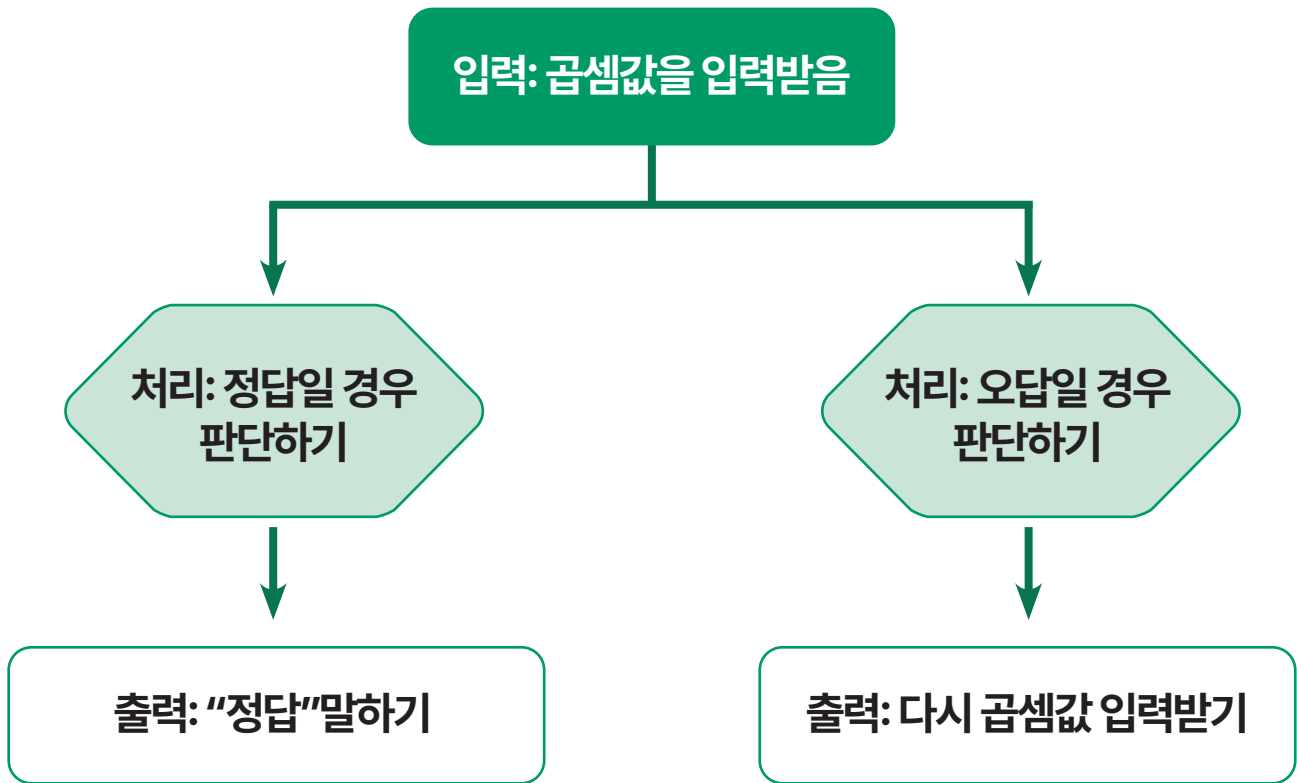 입력: 곱셈값을 입력받음
처리: 정답일 경우
판단하기
처리: 오답일 경우
판단하기
출력: “정답”말하기
출력: 다시 곱셈값 입력받기